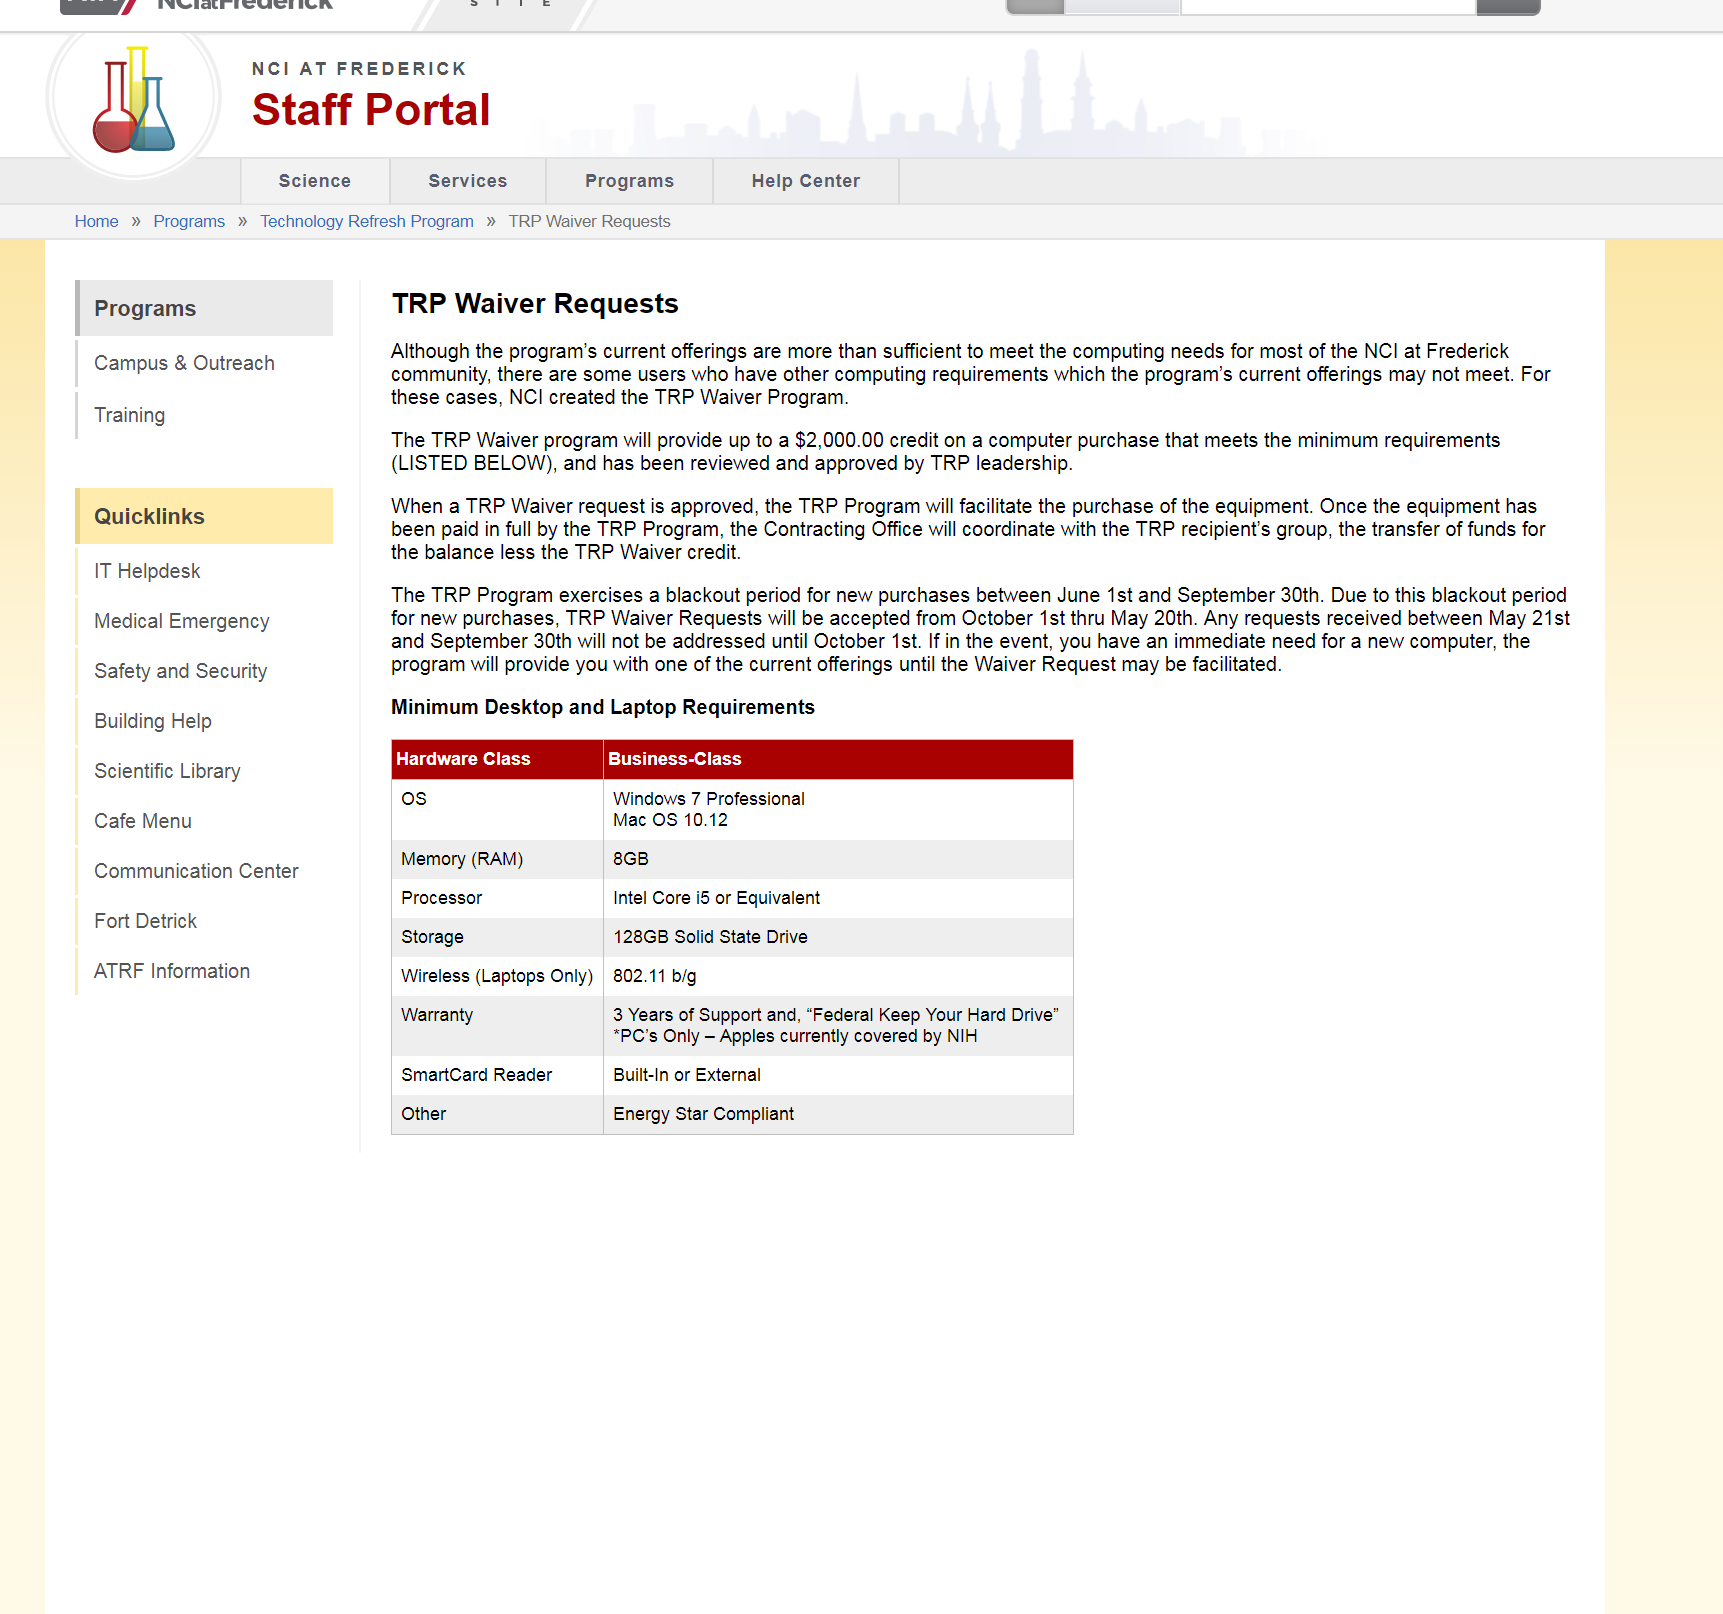 NCI at Frederick
S I T E
NCI AT FREDERICK
Staff Portal
Science Services Programs Help Center
Home » Programs » Technology Refresh Program » TRP Waiver Requests
Programs
Campus & Outreach
Training
Quicklinks
IT Helpdesk
Medical Emergency
Safety and Security
Building Help
Scientific Library
Cafe Menu
Communication Center
Fort Detrick
ATRF Information
TRP Waiver Requests
Although the program’s current offerings are more than sufficient to meet the computing needs for most of the NCI at Frederick
community, there are some users who have other computing requirements which the program’s current offerings may not meet. For
these cases, NCI created the TRP Waiver Program.
The TRP Waiver program will provide up to a $2,000.00 credit on a computer purchase that meets the minimum requirements
(LISTED BELOW), and has been reviewed and approved by TRP leadership.
When a TRP Waiver request is approved, the TRP Program will facilitate the purchase of the equipment. Once the equipment has
been paid in full by the TRP Program, the Contracting Office will coordinate with the TRP recipient’s group, the transfer of funds for
the balance less the TRP Waiver credit.
The TRP Program exercises a blackout period for new purchases between June 1st and September 30th. Due to this blackout period
for new purchases, TRP Waiver Requests will be accepted from October 1st thru May 20th. Any requests received between May 21st
and September 30th will not be addressed until October 1st. If in the event, you have an immediate need for a new computer, the
program will provide you with one of the current offerings until the Waiver Request may be facilitated.
Minimum Desktop and Laptop Requirements
Hardware Class Business-Class
OS Windows 7 Professional
Mac OS 10.12
Memory (RAM) 8GB
Processor Intel Core i5 or Equivalent
Storage 128GB Solid State Drive
Wireless (Laptops Only) 802.11 b/g
Warranty 3 Years of Support and, “Federal Keep Your Hard Drive”
*PC’s Only – Apples currently covered by NIH
SmartCard Reader Built-In or External
Other Energy Star Compliant